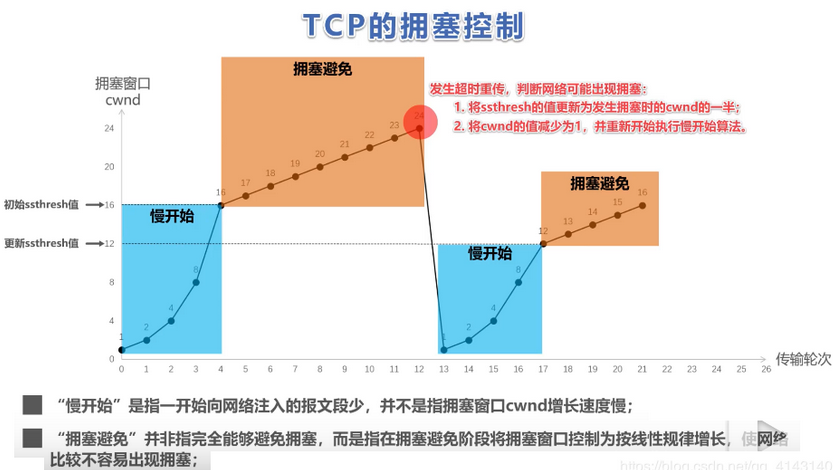 TCP的拥塞控制
拥塞窗口
cwnd
拥塞避免
发生超时重传，判断网络可能出现拥塞：
1. 将ssthresh的值更新为发生拥塞时的cwnd的一半；
2. 将cwnd的值减少为1，并重新开始执行慢开始算法。
24
20
初始ssthresh值
16
更新ssthresh值
12
8
4
0
慢开始
1
2
4
8
16
17
18
19
20
21
22
23
24
慢开始
1
2
4
8
拥塞避免
12
13
14
15
16
0 1 2 3 4 5 6 7 8 9 10 11 12 13 14 15 16 17 18 19 20 21 22 23 24 25 26
传输轮次
“慢开始”是指一开始向网络注入的报文段少，并不是指拥塞窗口cwnd增长速度慢；
“拥塞避免”并非指完全能够避免拥塞，而是指在拥塞避免阶段将拥塞窗口控制为按线性规律增长，使网络
比较不容易出现拥塞；